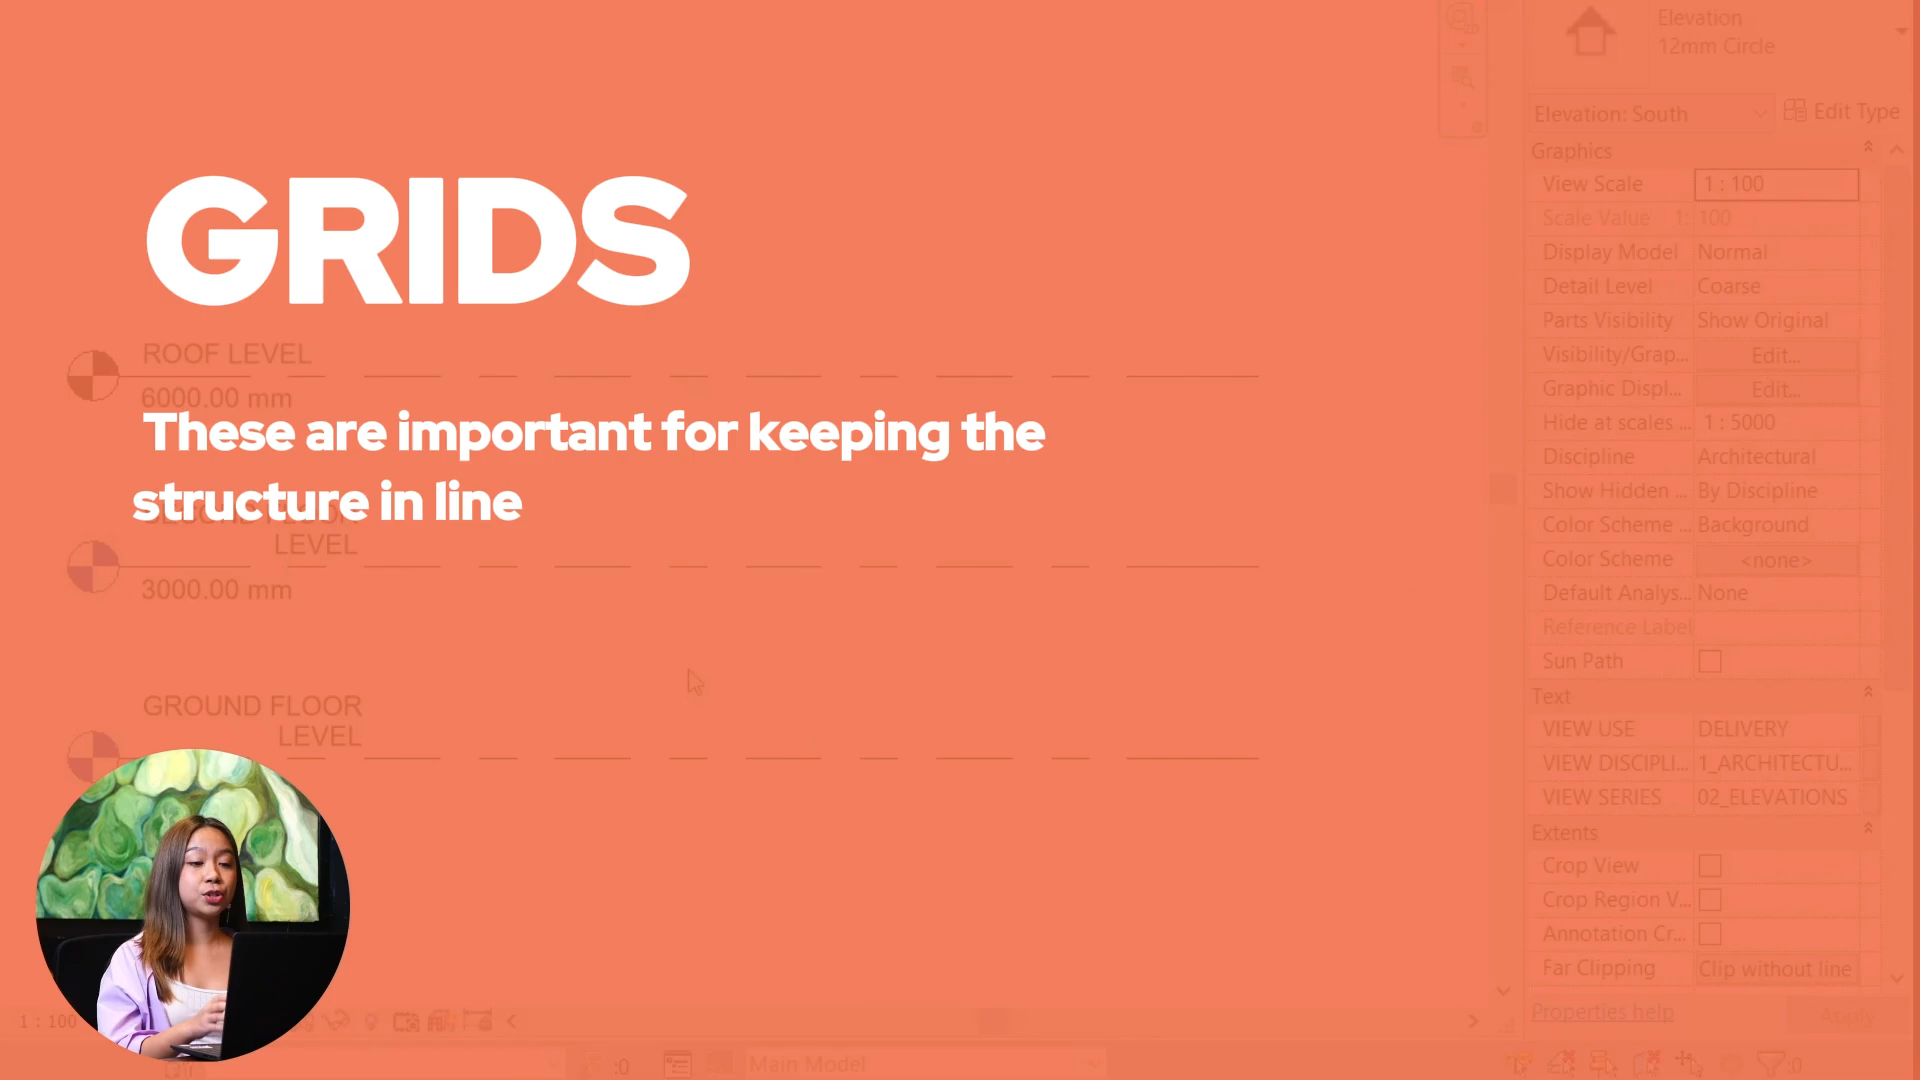 GRIDS
These are important for keeping the
structure in line
ROOF LEVEL
6000.00 mm
LEVEL
3000.00 mm
GROUND FLOOR
LEVEL
Elevation
12mm Circle
Elevation: South
Edit Type
Graphics
View Scale 1 : 100
Scale Value 1: 100
Display Model Normal
Detail Level Coarse
Parts Visibility Show Original
Visibility/Grap... Edit...
Graphic Displ... Edit...
Hide at scales ... 1 : 5000
Discipline Architectural
Show Hidden ... By Discipline
Color Scheme ... Background
Color Scheme <none>
Default Analys... None
Reference Label
Sun Path
Text
VIEW USE DELIVERY
VIEW DISCIPLI... 1_ARCHITECTU...
VIEW SERIES 02_ELEVATIONS
Extents
Crop View
Crop Region V...
Annotation Cr...
Far Clipping Clip without line
Properties help Apply
1 : 100
:0 Main Model :0